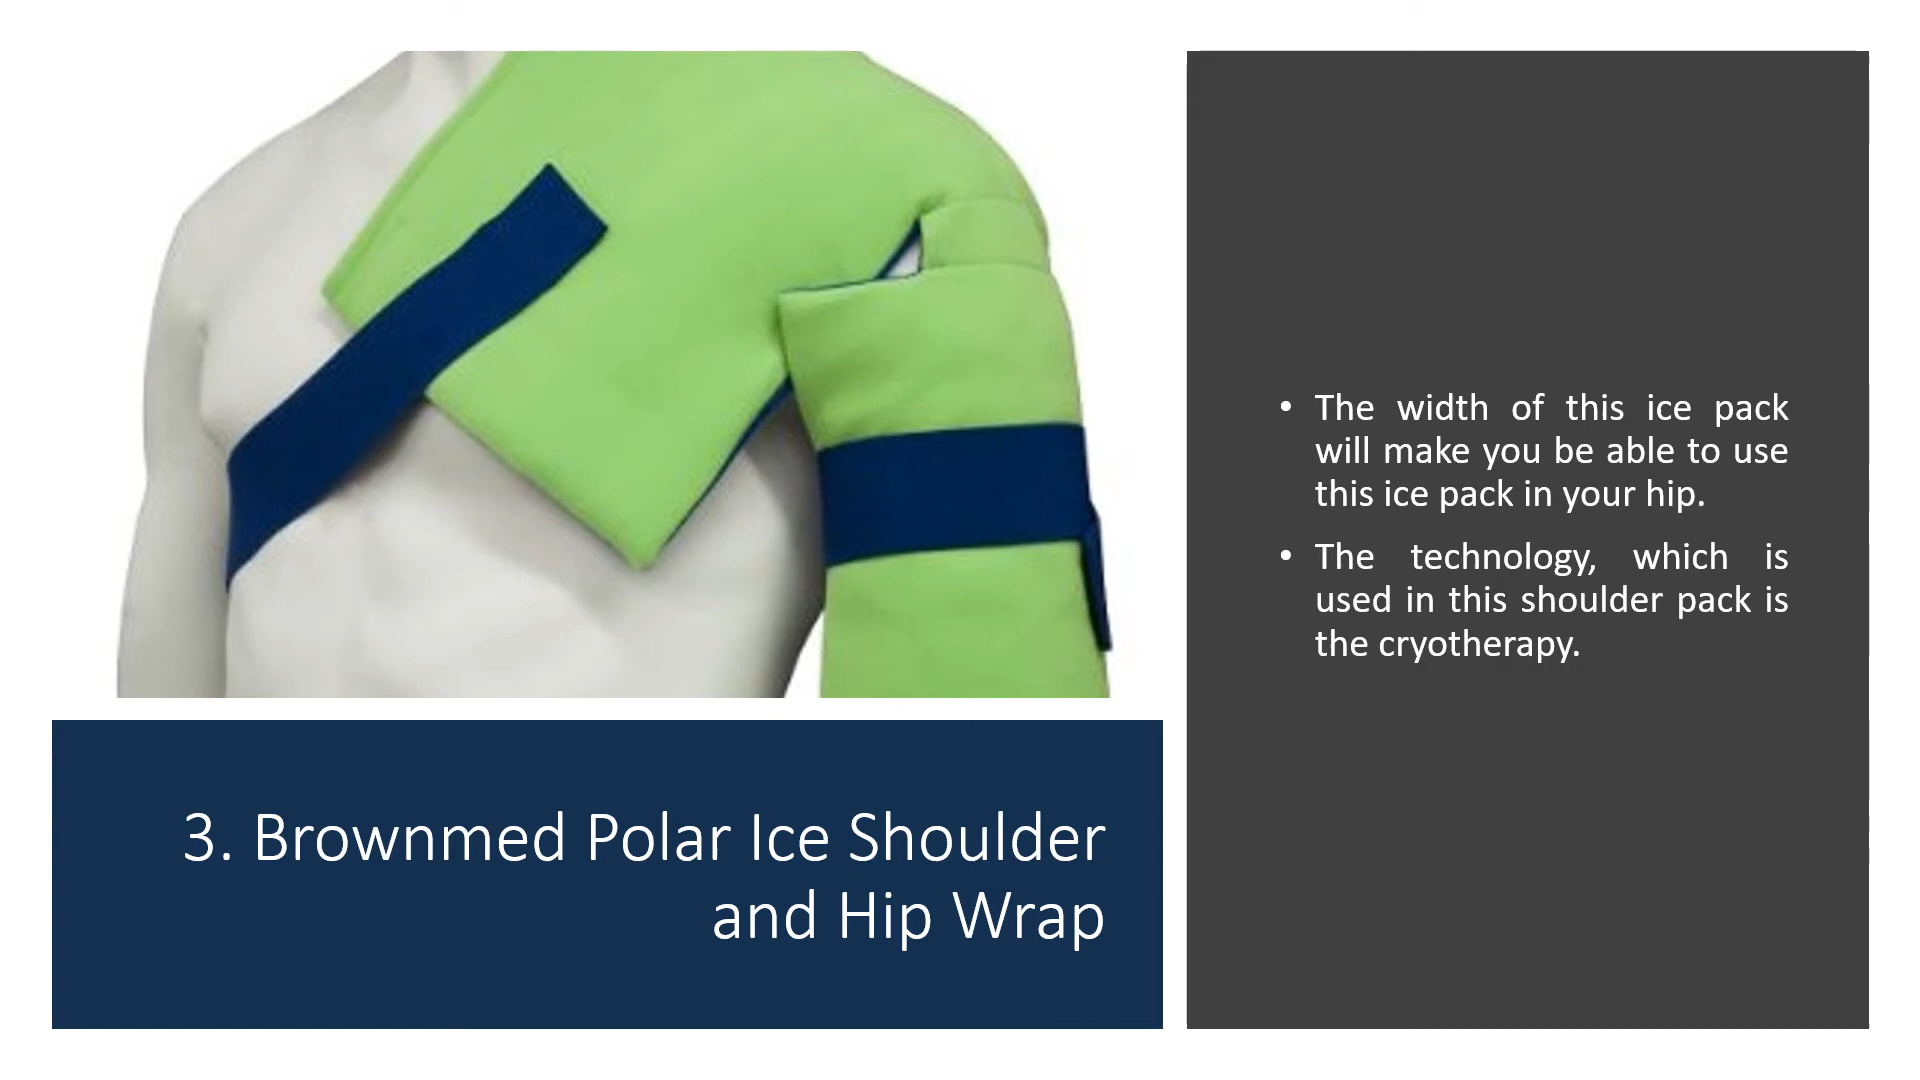 3. Brownmed Polar Ice Shoulder
and Hip Wrap
• The width of this ice pack
will make you be able to use
this ice pack in your hip.
• The technology, which is
used in this shoulder pack is
the cryotherapy.